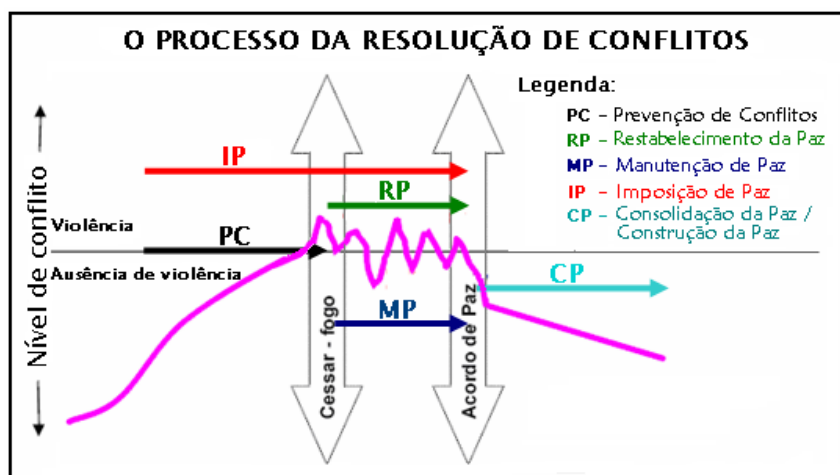 O PROCESSO DA RESOLUÇÃO DE CONFLITOS
Legenda:
PC – Prevenção de Conflitos
RP – Restabelecimento da Paz
MP – Manutenção de Paz
IP – Imposição de Paz
CP – Consolidação da Paz /
Construção da Paz
Nível de conflito
Violência
Ausência de violência
IP
RP
PC
CP
MP
Cessar - fogo
Acordo de Paz